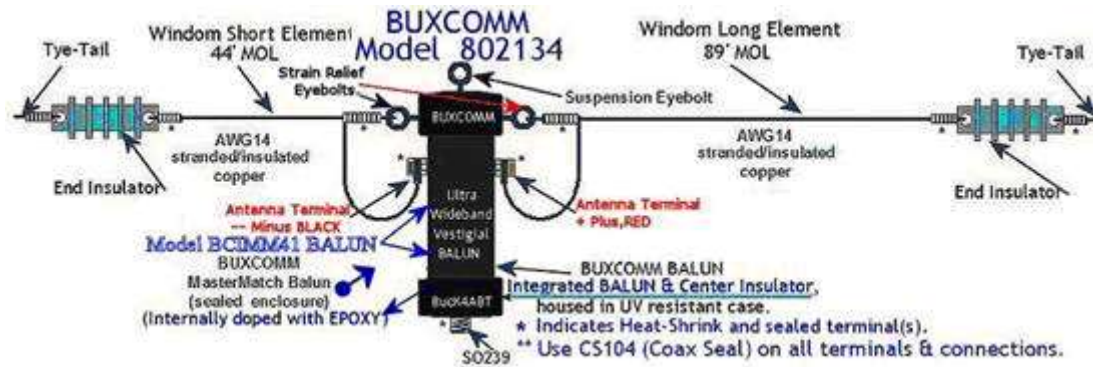 BUXCOMM
Model 802134
Windom Short Element
44' MOL
Windom Long Element
89' MOL
Tye-Tail
Tye-Tail
Strain Relief
Eyebolts
Suspension Eyebolt
BUXCOMM
*
*
*
*
AWG14
stranded/insulated
copper
AWG14
stranded/insulated
copper
End Insulator
End Insulator
*
*
Ultra
Wideband
Vestigial
BALUN
Antenna Terminal
-- Minus BLACK
Antenna Terminal
+ Plus,RED
Model BCIMM41 BALUN
BUXCOMM
MasterMatch Balun
(sealed enclosure)
(Internally doped with EPOXY)
BUXCOMM BALUN
Integrated BALUN & Center Insulator,
housed in UV resistant case.
BucK4ABT
*
SO239
* Indicates Heat-Shrink and sealed terminal(s).
** Use CS104 (Coax Seal) on all terminals & connections.